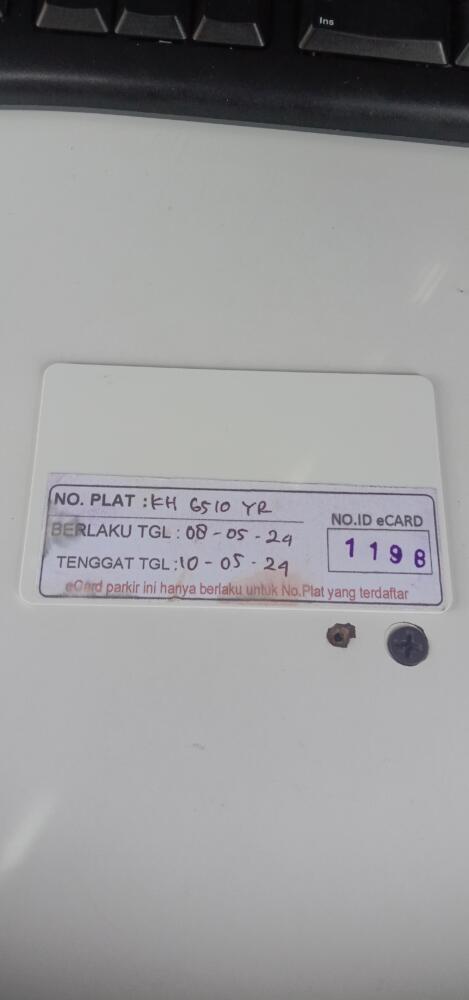 Ins
NO. PLAT : KH 6510 YR
BERLAKU TGL : 08 - 05 - 24
TENGGAT TGL : 10 - 05 - 24
NO.ID eCARD
1198
eCard parkir ini hanya berlaku untuk No.Plat yang terdaftar